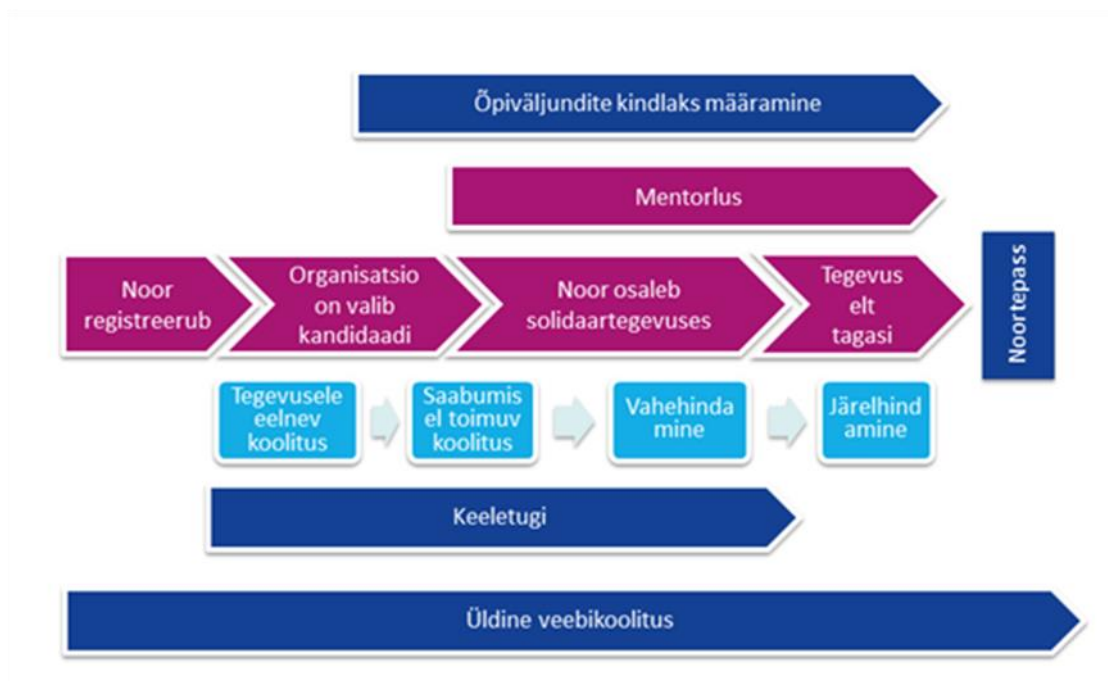 Õpiväljundite kindlaks määramine
Mentorlus
Noor
registreerub
Organisatsio
on valib
kandidaadi
Noor osaleb
solidaartegevuses
Tegevus
elt
tagasi
Noortepass
Tegevusele
eelnev
koolitus
Saabumis
el toimuv
koolitus
Vahehinda
mine
Järelhind
amine
Keeletugi
Üldine veebikoolitus